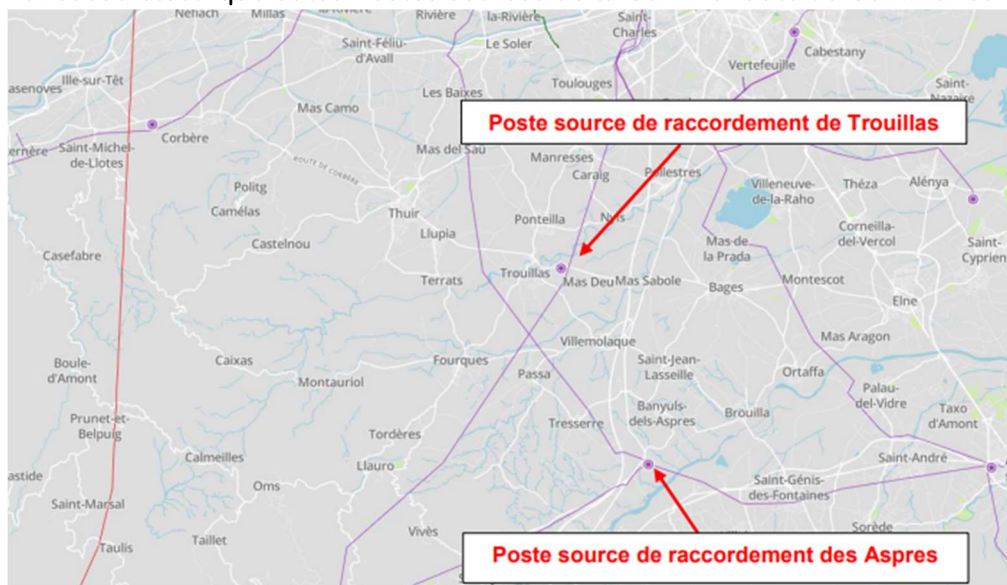 Nehach
Millas
Rivière
la-Rivière
Saint-
Charles
Cabestany
Saint-Féliu-
d'Avall
Le Soler
Vertefeuille
Ille-sur-Têt
Les Baixes
Toulouges
Saint-
Nazaire
Mas Camo
Poste source de raccordement de Trouillas
Corbère
Saint-Michel-
de-Llotes
ROUTE DE CORBÈRE
Mas del Saü
Manresses
Caraig
Pollestres
Villeneuve-
de-la-Raho
Théza
Alénya
Politg
Camélas
Thuir
Ponteilla
Nyls
Corneilla-
del-Vercol
Castelnou
Llupia
Mas de
la Prada
Saint-
Cyprien
Casefabre
Terrats
Trouillas
Mas Deu
Mas Sabole
Bages
Montescot
Elne
Villemolaque
Mas Aragon
Boule-
d'Amont
Caixas
Fourques
Saint-Jean-
Lasseille
Montauriol
Passa
Ortaffa
Palau-
del-Vidre
Prunet-et-
Belpuig
Tresserre
Banyuls-
dels-Aspres
Brouilla
Taxo
d'Amont
Tordères
Calmeilles
Llauro
Saint-André
Oms
Saint-Génis-
des-Fontaines
Saint-Marsal
Vivès
Sorède
Taulis
Taillet
Poste source de raccordement des Aspres